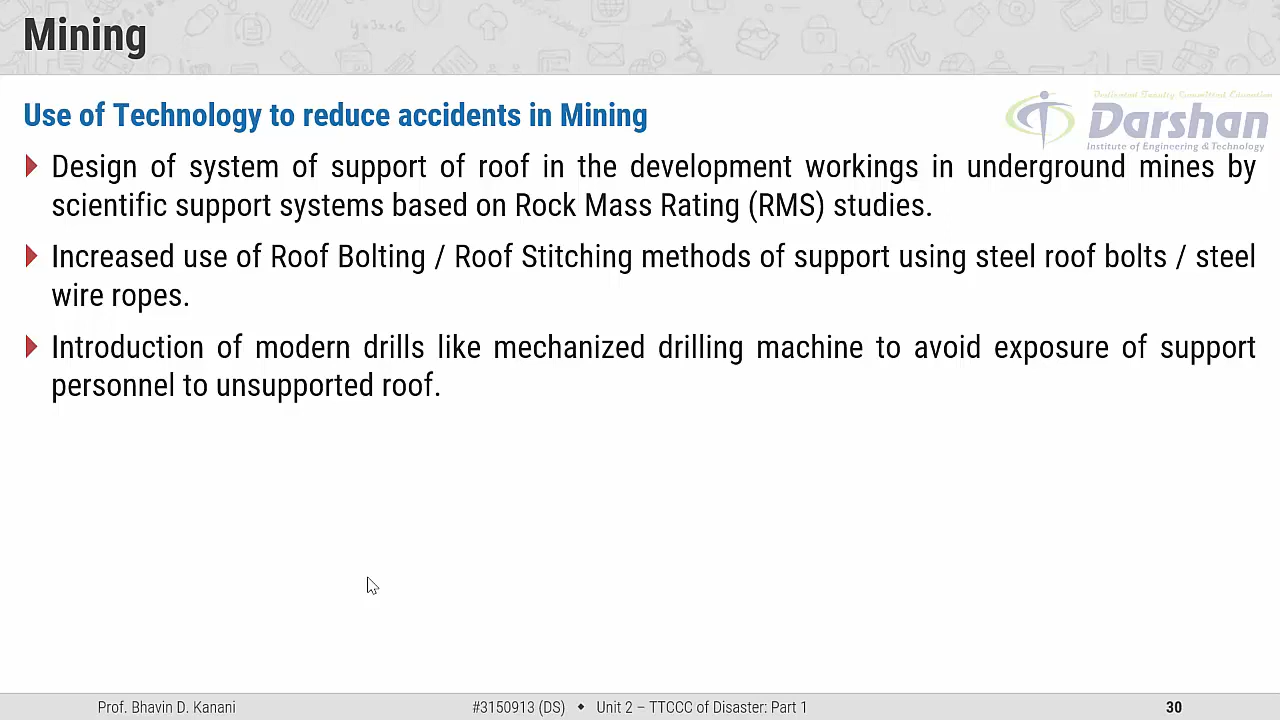 Mining
Use of Technology to reduce accidents in Mining
Dedicated Faculty Committed Education
Darshan
Institute of Engineering & Technology
Design of system of support of roof in the development workings in underground mines by
scientific support systems based on Rock Mass Rating (RMS) studies.
Increased use of Roof Bolting / Roof Stitching methods of support using steel roof bolts / steel
wire ropes.
Introduction of modern drills like mechanized drilling machine to avoid exposure of support
personnel to unsupported roof.
Prof. Bhavin D. Kanani
#3150913 (DS) ◆ Unit 2 – TTCCC of Disaster: Part 1
30